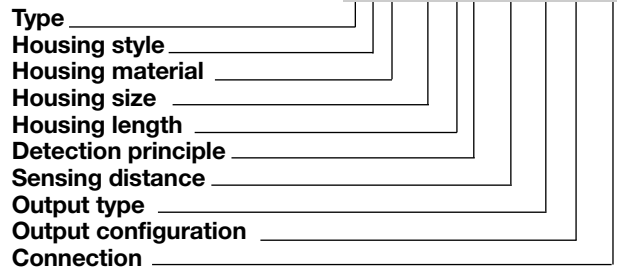 Type
Housing style
Housing material
Housing size
Housing length
Detection principle
Sensing distance
Output type
Output configuration
Connection